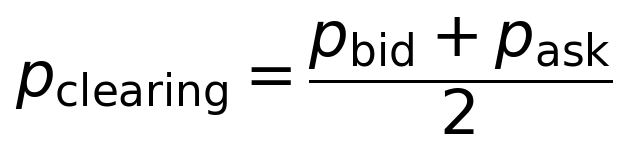 p_clearing = (p_bid + p_ask) / 2